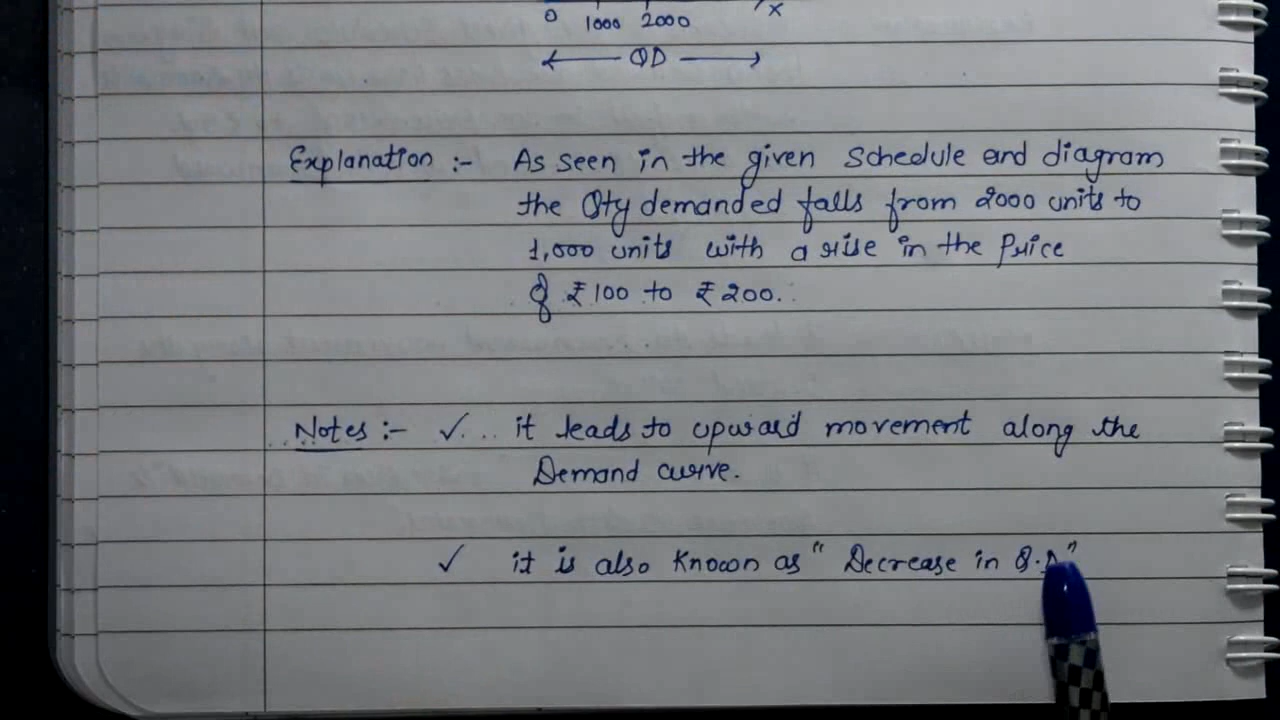 0 1000 2000 X
QD
Explanation :- As seen in the given schedule and diagram
the Qty demanded falls from 2000 units to
1,000 units with a rise in the Price
of ₹100 to ₹200.
Notes :- ✓ it leads to upward movement along the
Demand curve.
✓ it is also Known as "Decrease in Q.D"